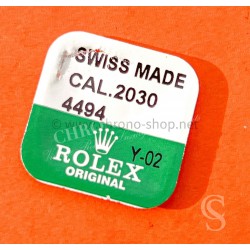 SWISS MADE
CAL.2030
4494
Y-02
ROLEX
ORIGINAL